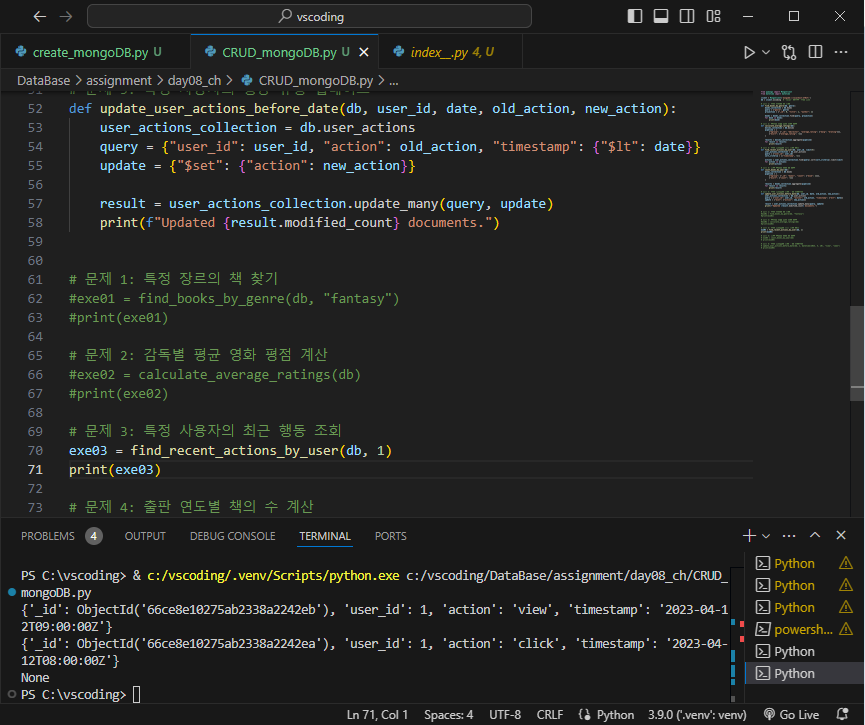 vscoding
create_mongoDB.py U
CRUD_mongoDB.py U
index__.py 4, U
DataBase > assignment > day08_ch > CRUD_mongoDB.py > ...
52 def update_user_actions_before_date(db, user_id, date, old_action, new_action):
53 user_actions_collection = db.user_actions
54 query = {"user_id": user_id, "action": old_action, "timestamp": {"$lt": date}}
55 update = {"$set": {"action": new_action}}
56
57 result = user_actions_collection.update_many(query, update)
58 print(f"Updated {result.modified_count} documents.")
59
60
61 # 문제 1: 특정 장르의 책 찾기
62 #exe01 = find_books_by_genre(db, "fantasy")
63 #print(exe01)
64
65 # 문제 2: 감독별 평균 영화 평점 계산
66 #exe02 = calculate_average_ratings(db)
67 #print(exe02)
68
69 # 문제 3: 특정 사용자의 최근 행동 조회
70 exe03 = find_recent_actions_by_user(db, 1)
71 print(exe03)
72
73 # 문제 4: 출판 연도별 책의 수 계산
PROBLEMS 4 OUTPUT DEBUG CONSOLE TERMINAL PORTS
PS C:\vscoding> & c:/vscoding/.venv/Scripts/python.exe c:/vscoding/DataBase/assignment/day08_ch/CRUD_
mongoDB.py
{'_id': ObjectId('66ce8e10275ab2338a2242eb'), 'user_id': 1, 'action': 'view', 'timestamp': '2023-04-1
2T09:00:00Z'}
{'_id': ObjectId('66ce8e10275ab2338a2242ea'), 'user_id': 1, 'action': 'click', 'timestamp': '2023-04-
12T08:00:00Z'}
None
PS C:\vscoding>
Python
Python
Python
powersh...
Python
Python
Ln 71, Col 1 Spaces: 4 UTF-8 CRLF Python 3.9.0 ('.venv': venv) Go Live